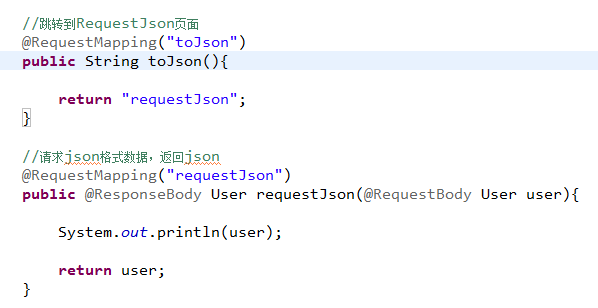 //跳转到RequestJson页面
@RequestMapping("toJson")
public String toJson(){
return "requestJson";
}
//请求json格式数据，返回json
@RequestMapping("requestJson")
public @ResponseBody User requestJson(@RequestBody User user){
System.out.println(user);
return user;
}